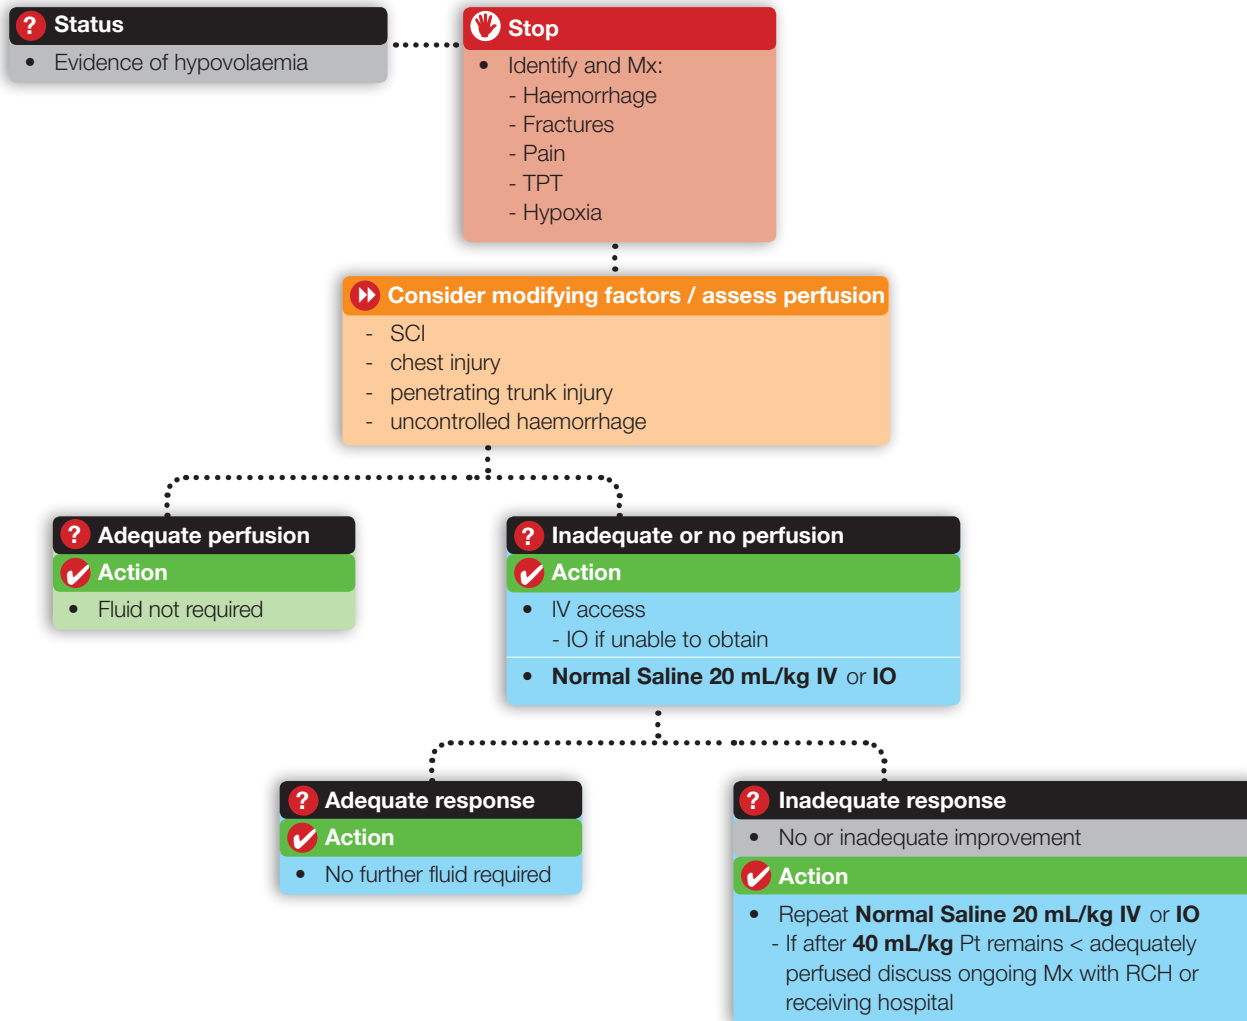 ? Status
• Evidence of hypovolaemia
Stop
• Identify and Mx:
- Haemorrhage
- Fractures
- Pain
- TPT
- Hypoxia
Consider modifying factors / assess perfusion
- SCI
- chest injury
- penetrating trunk injury
- uncontrolled haemorrhage
? Adequate perfusion
Action
• Fluid not required
? Inadequate or no perfusion
Action
• IV access
- IO if unable to obtain
• Normal Saline 20 mL/kg IV or IO
? Adequate response
Action
• No further fluid required
? Inadequate response
• No or inadequate improvement
Action
• Repeat Normal Saline 20 mL/kg IV or IO
- If after 40 mL/kg Pt remains < adequately
perfused discuss ongoing Mx with RCH or
receiving hospital